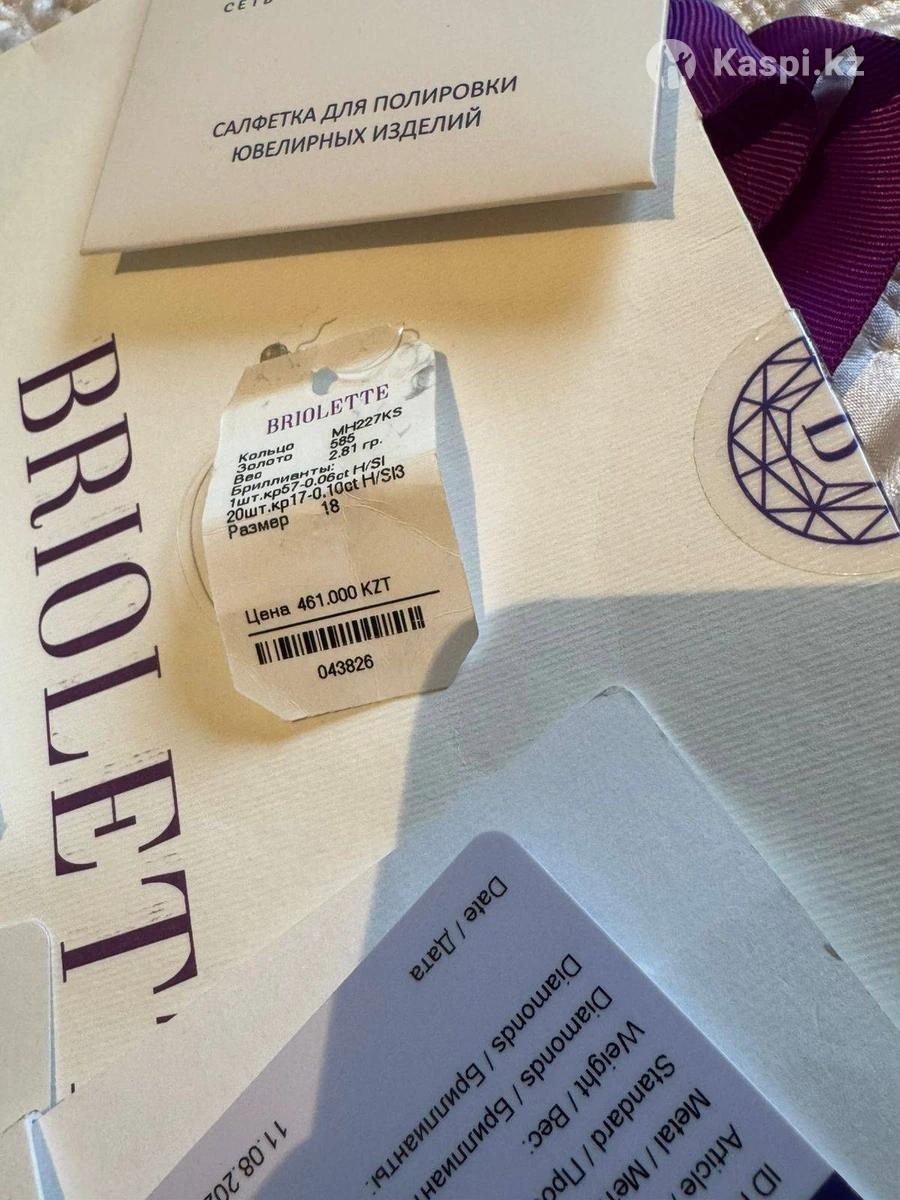 СЕТЬ
Kaspi.kz
САЛФЕТКА ДЛЯ ПОЛИРОВКИ
ЮВЕЛИРНЫХ ИЗДЕЛИЙ
BRIOLET
BRIOLETTE
Кольцо MH227KS
Золото 585
Вес 2.81 гр.
Бриллианты:
1шт.кр57-0.06ct H/SI
20шт.кр17-0.10ct H/SI3
Размер 18
Цена 461.000 KZT
043826
D
ID
Article /
Metal / Мет
Standard / Про
Weight / Вес:
Diamonds / Бриллиант
Diamonds / Бриллианты:
Date / Дата
11.08.202